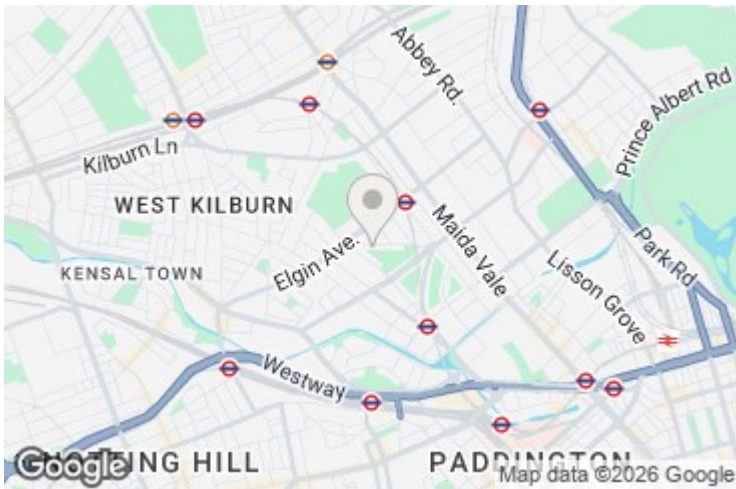 Abbey Rd.
Prince Albert Rd
Kilburn Ln
WEST KILBURN
Maida Vale
Park Rd
Elgin Ave.
KENSAL TOWN
Lisson Grove
Westway
NOTTING HILL
PADDINGTON
Google
Map data ©2026 Google